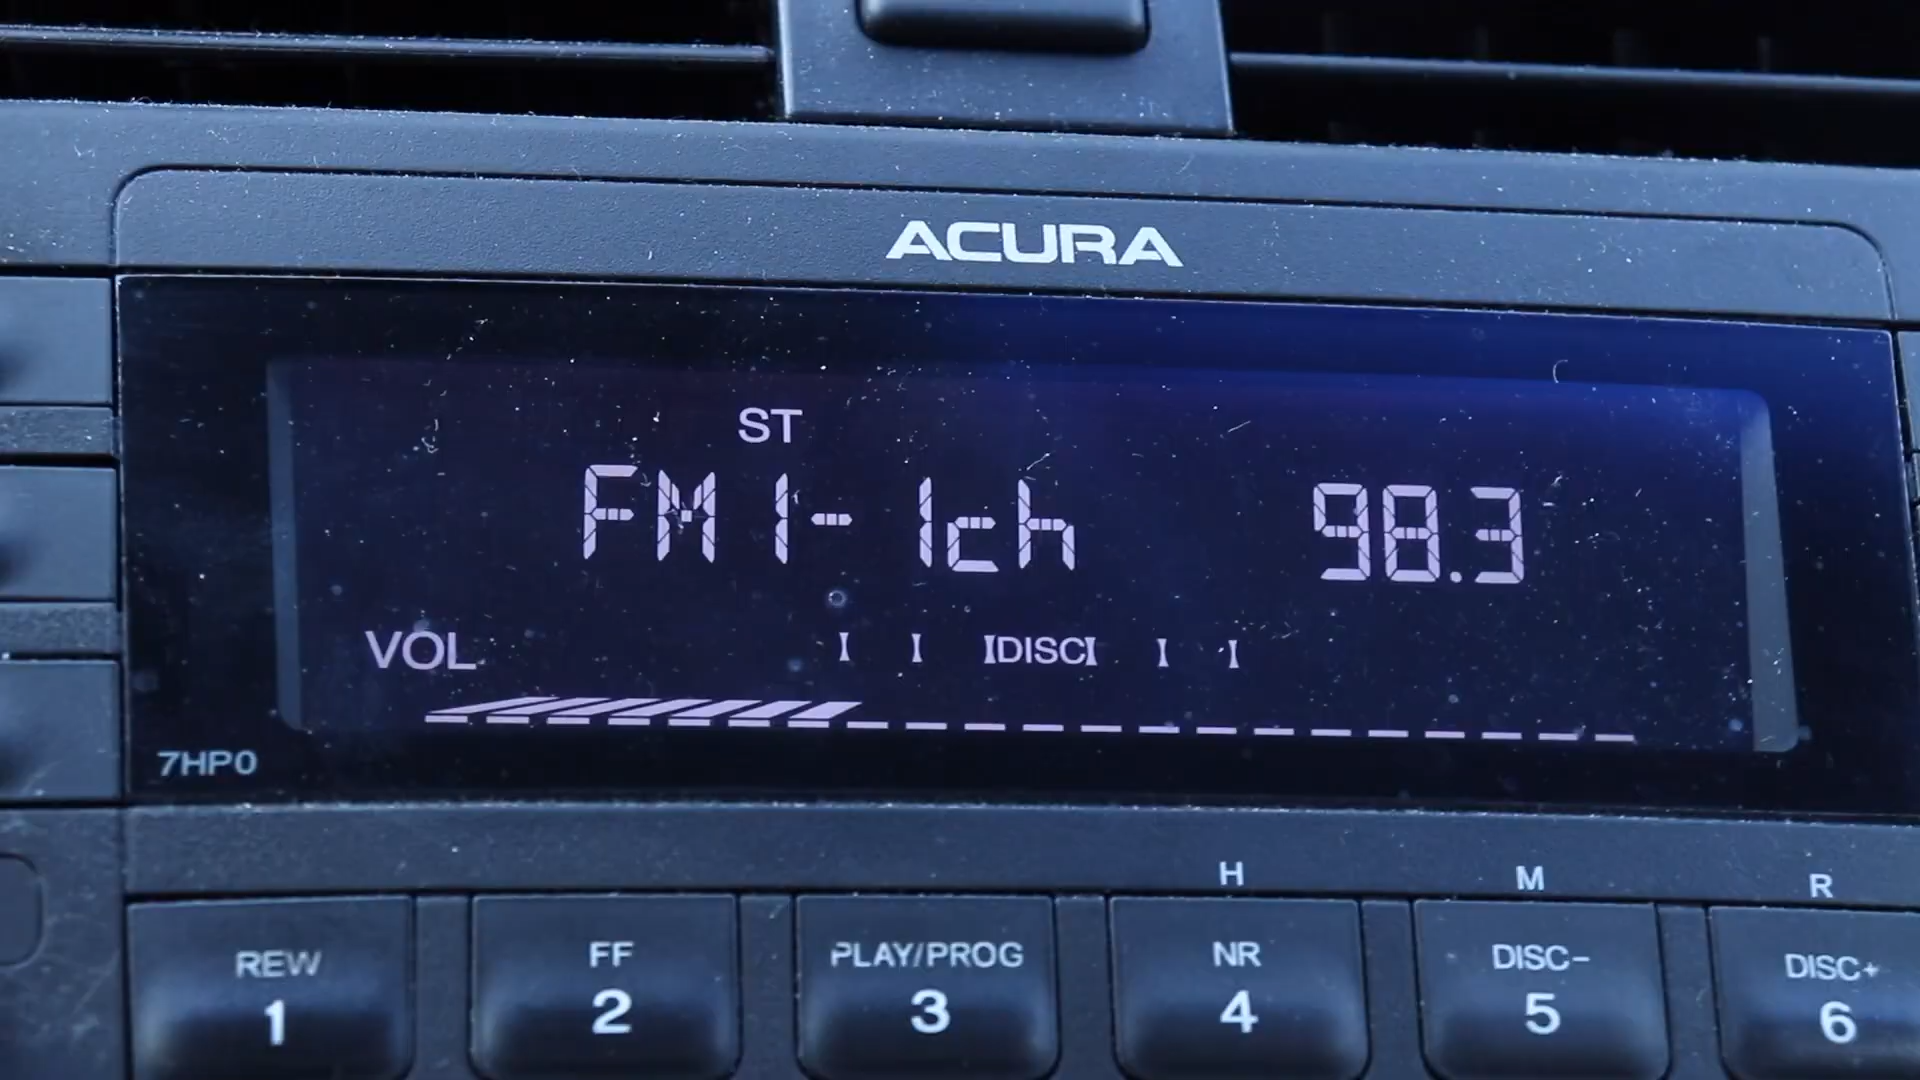 ACURA
ST
FM1-1ch 98.3
VOL DISC
7HP0
H M R
REW FF PLAY/PROG NR DISC- DISC+
1 2 3 4 5 6